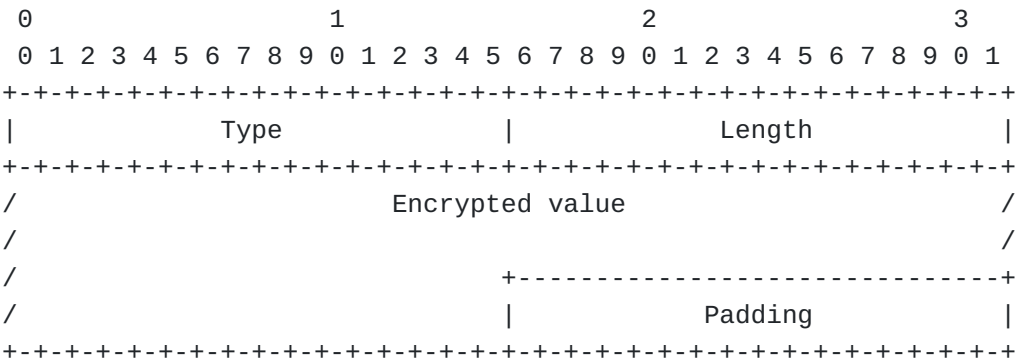 0                   1                   2                   3
 0 1 2 3 4 5 6 7 8 9 0 1 2 3 4 5 6 7 8 9 0 1 2 3 4 5 6 7 8 9 0 1
+-+-+-+-+-+-+-+-+-+-+-+-+-+-+-+-+-+-+-+-+-+-+-+-+-+-+-+-+-+-+-+-+
|             Type              |             Length            |
+-+-+-+-+-+-+-+-+-+-+-+-+-+-+-+-+-+-+-+-+-+-+-+-+-+-+-+-+-+-+-+-+
/                        Encrypted value                        /
/                                                               /
/                               +-------------------------------+
/                               |            Padding            |
+-+-+-+-+-+-+-+-+-+-+-+-+-+-+-+-+-+-+-+-+-+-+-+-+-+-+-+-+-+-+-+-+